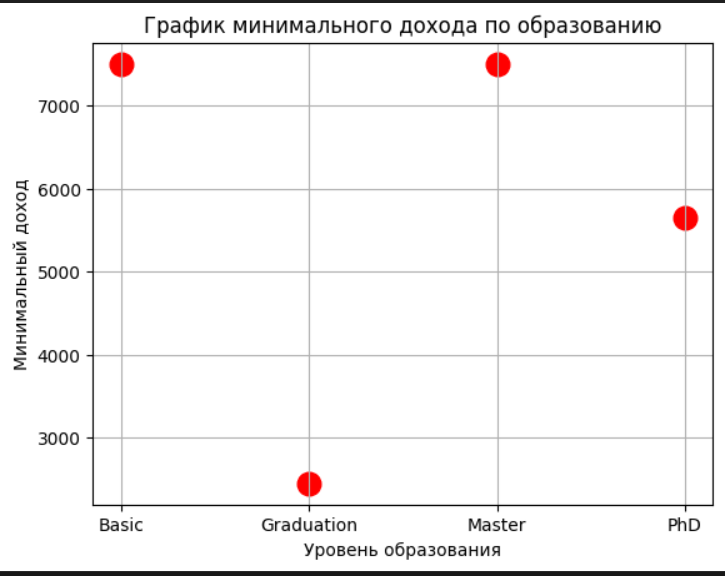 График минимального дохода по образованию
Минимальный доход
7000
6000
5000
4000
3000
Basic Graduation Master PhD
Уровень образования